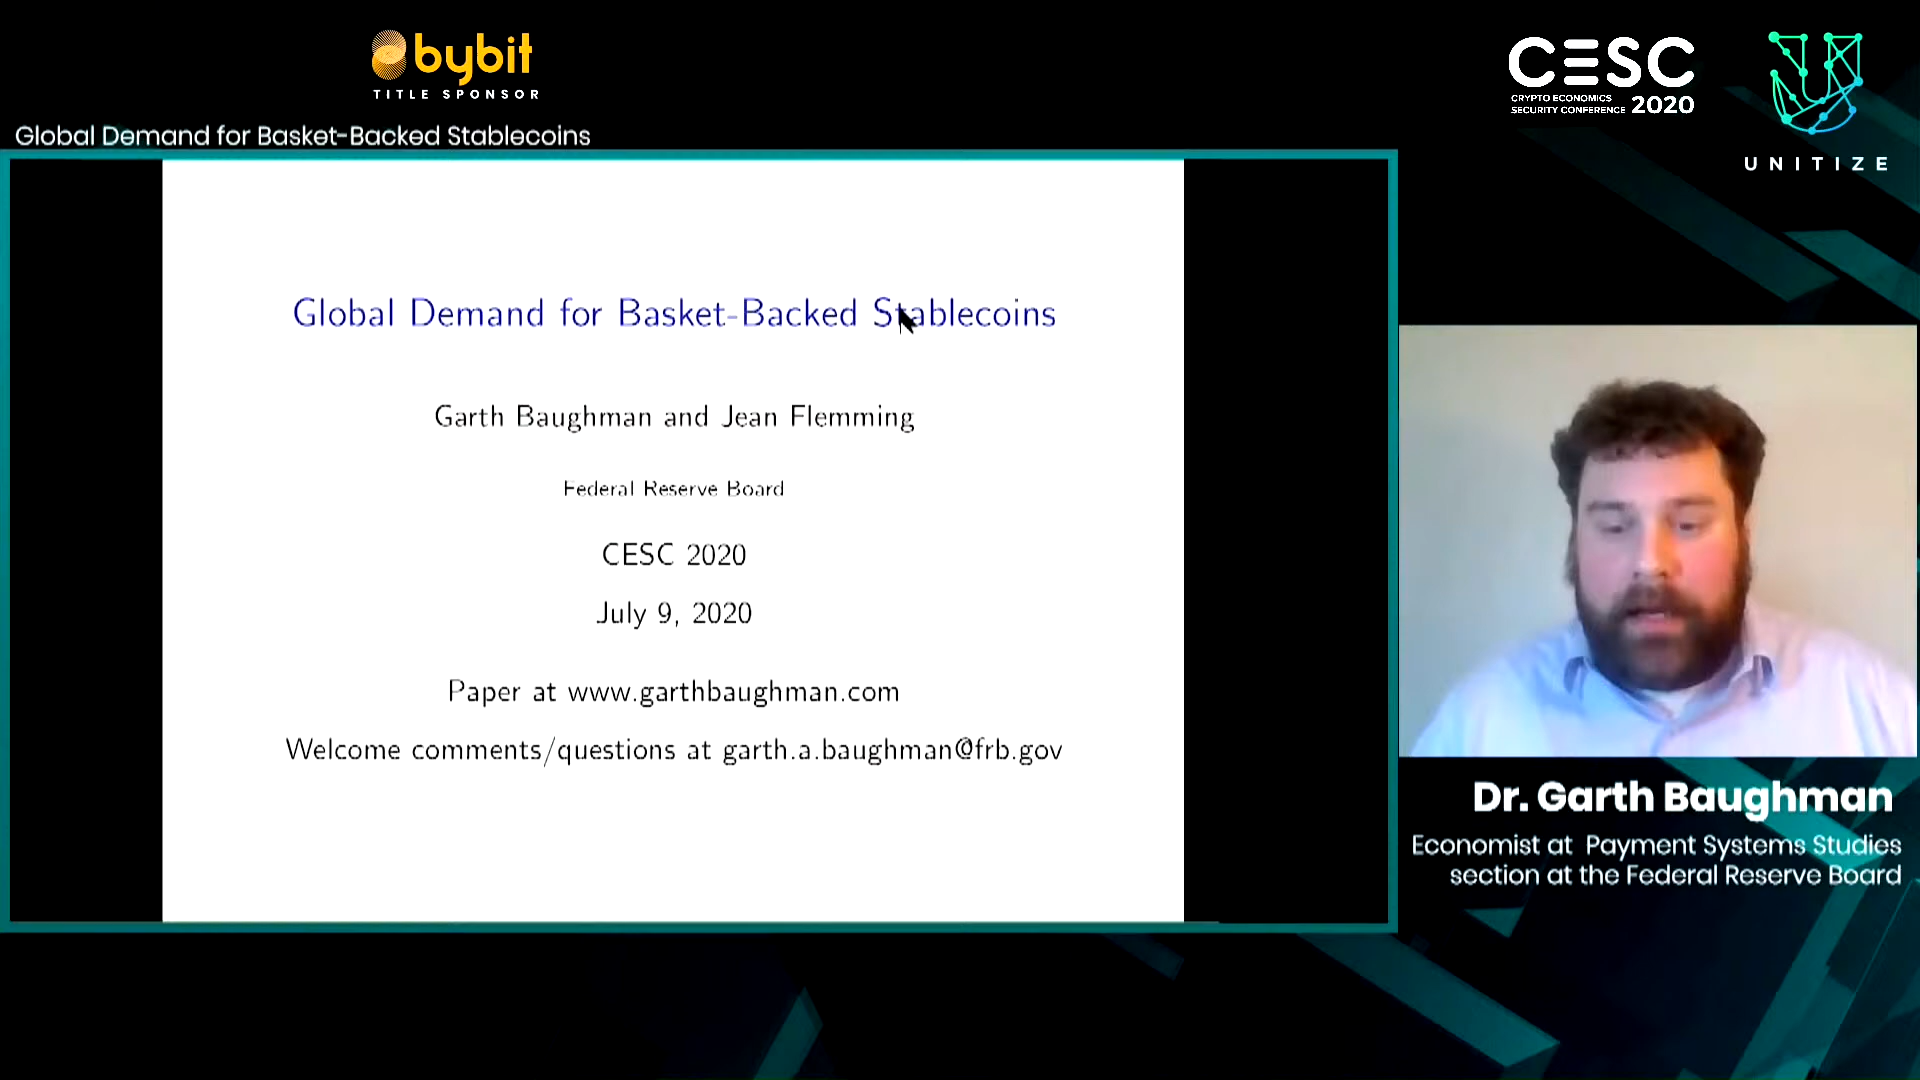 bybit
TITLE SPONSOR
CESC
CRYPTO ECONOMICS
SECURITY CONFERENCE 2020
UNITIZE
Global Demand for Basket-Backed Stablecoins
Global Demand for Basket-Backed Stablecoins
Garth Baughman and Jean Flemming
Federal Reserve Board
CESC 2020
July 9, 2020
Paper at www.garthbaughman.com
Welcome comments/questions at garth.a.baughman@frb.gov
Dr. Garth Baughman
Economist at Payment Systems Studies
section at the Federal Reserve Board